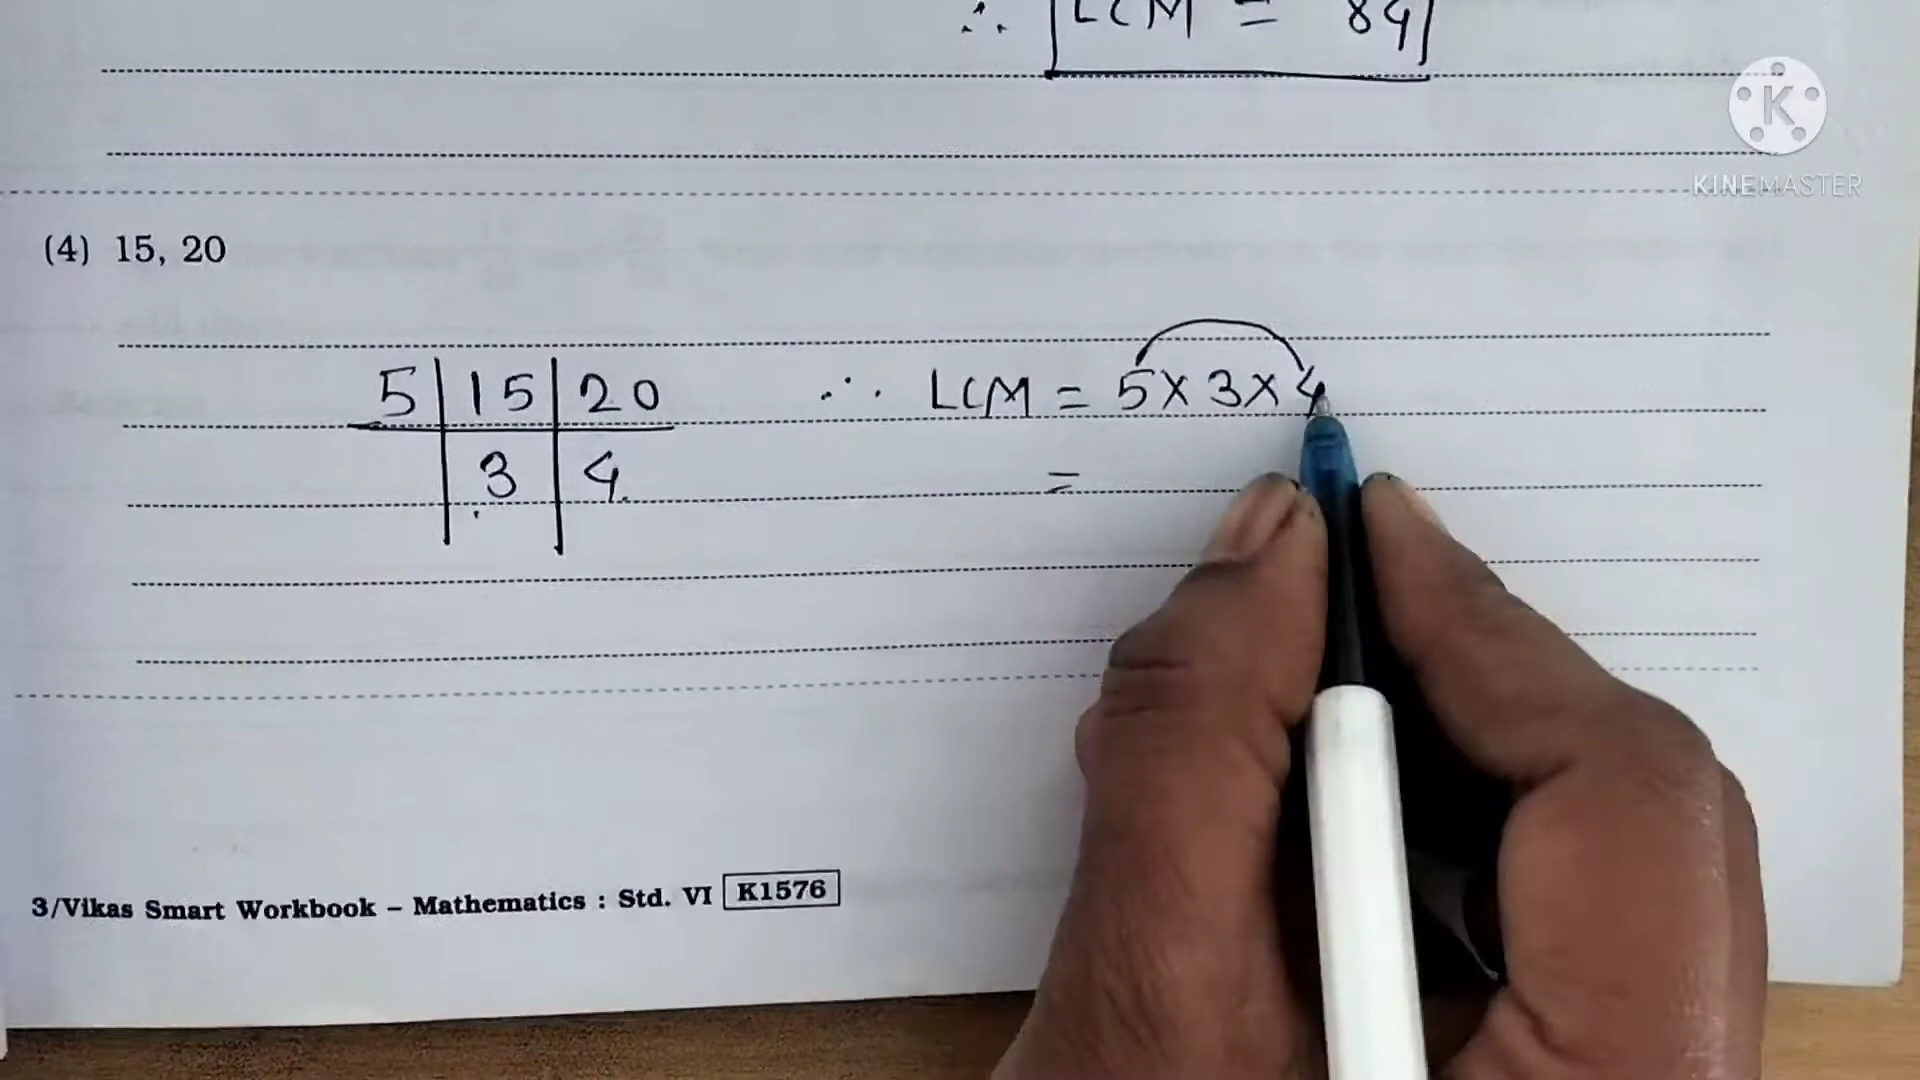 ∴ LCM = 84
K
KINEMASTER
(4) 15, 20
5 | 15 | 20 ∴ LCM = 5 x 3 x 4
3 | 4 =
3/Vikas Smart Workbook – Mathematics : Std. VI K1576